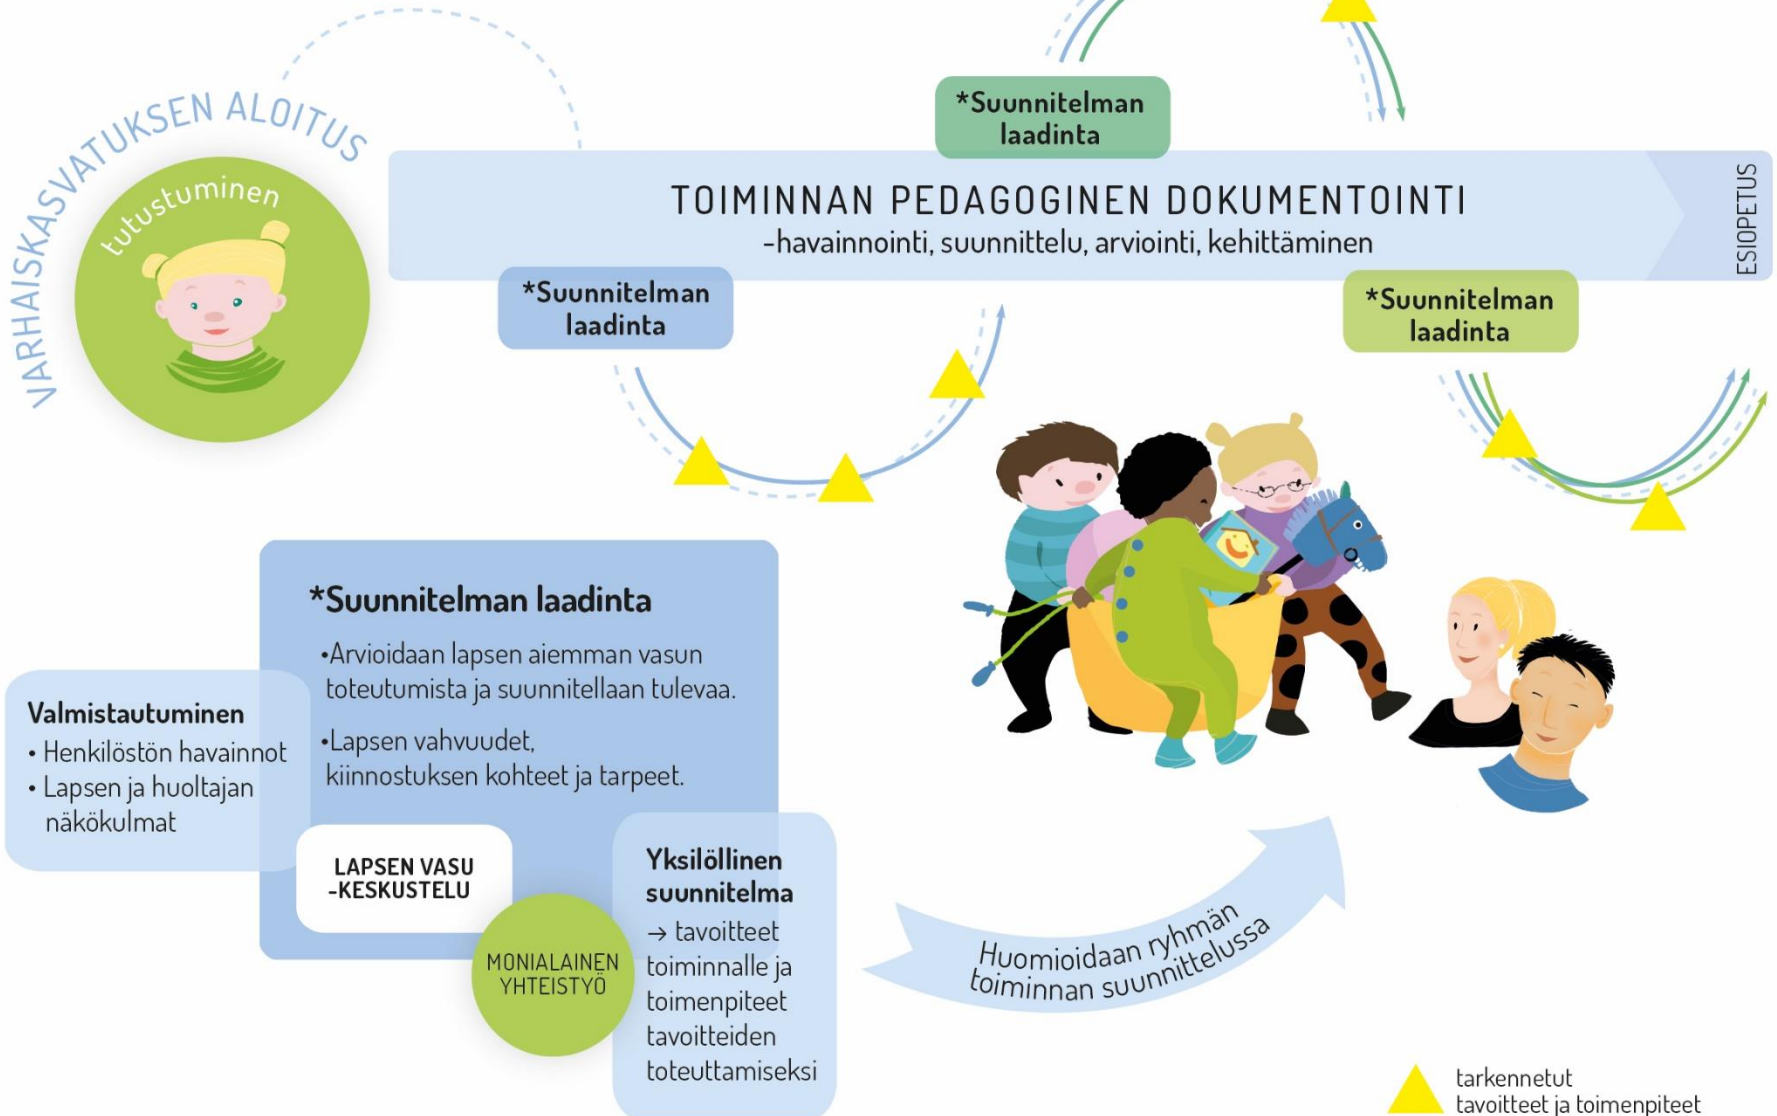 VARHAISKASVATUKSEN ALOITUS
tutustuminen
*Suunnitelman
laadinta
TOIMINNAN PEDAGOGINEN DOKUMENTOINTI
-havainnointi, suunnittelu, arviointi, kehittäminen
ESIOPETUS
*Suunnitelman
laadinta
*Suunnitelman
laadinta
*Suunnitelman laadinta
•Arvioidaan lapsen aiemman vasun
toteutumista ja suunnitellaan tulevaa.
•Lapsen vahvuudet,
kiinnostuksen kohteet ja tarpeet.
Valmistautuminen
• Henkilöstön havainnot
• Lapsen ja huoltajan
näkökulmat
LAPSEN VASU
-KESKUSTELU
MONIALAINEN
YHTEISTYÖ
Yksilöllinen
suunnitelma
→ tavoitteet
toiminnalle ja
toimenpiteet
tavoitteiden
toteuttamiseksi
Huomioidaan ryhmän
toiminnan suunnittelussa
tarkennetut
tavoitteet ja toimenpiteet